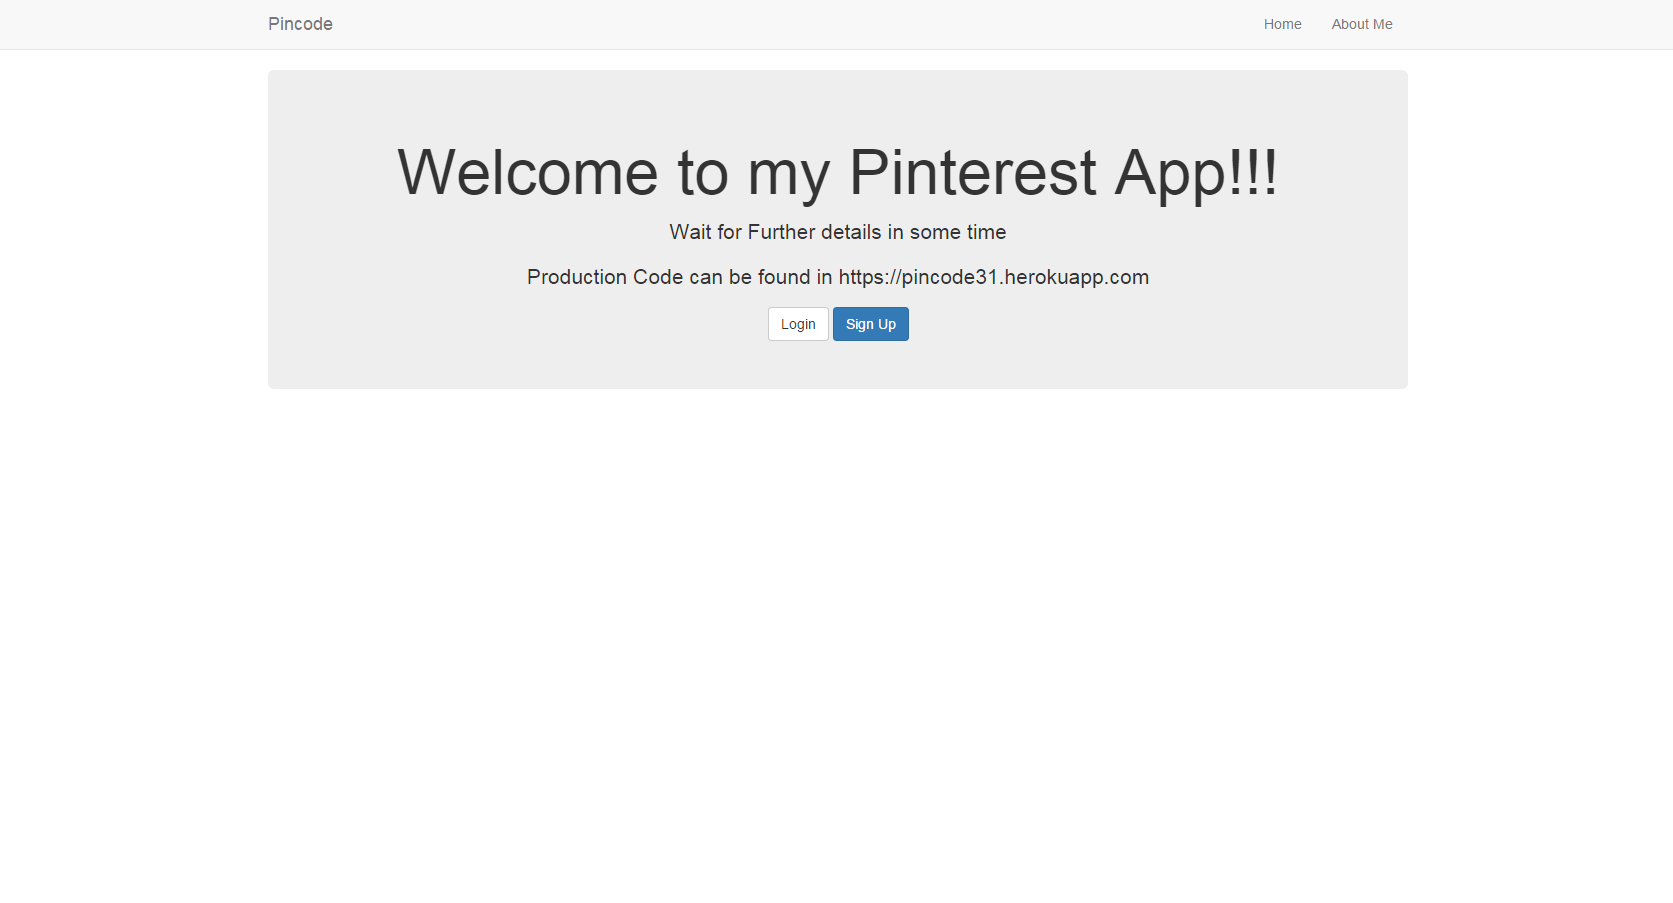 Pincode
Home
About Me
Welcome to my Pinterest App!!!
Wait for Further details in some time
Production Code can be found in https://pincode31.herokuapp.com
Login
Sign Up